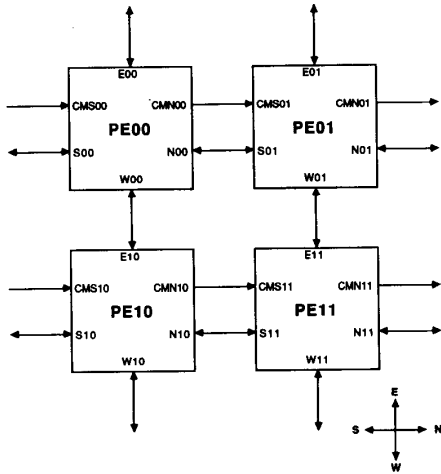 E00 E01
CMS00 CMN00 CMS01 CMN01
PE00 PE01
S00 N00 S01 N01
W00 W01
E10 E11
CMS10 CMN10 CMS11 CMN11
PE10 PE11
S10 N10 S11 N11
W10 W11
E
S N
W